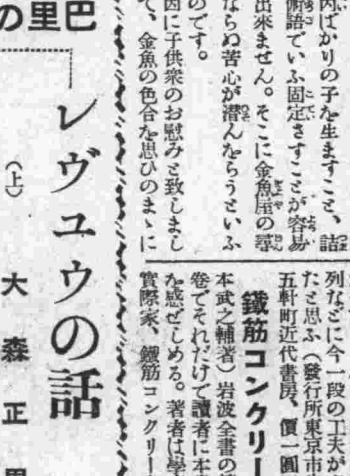 内ばかりの子を生ますこと、詰
術語でいふ固定さすことが容易
出來ません。そこに金魚屋の尋
ならぬ苦心が潜んをらうといふ
のです。
因に子供衆のお慰みと致しまし
て、金魚の色合を思ひのまゝに
列などに今一段の工夫が
たと思ふ（發行所東京市
五軒町近代書房、價一圓
鐵筋コンクリー
本武之輔著）岩波全書の
卷でそれだけで讀者に本
を感ぜしめる。著者は學
實際家、鐵筋コンクリー
巴里の
レヴュウの話
（上）
大森正